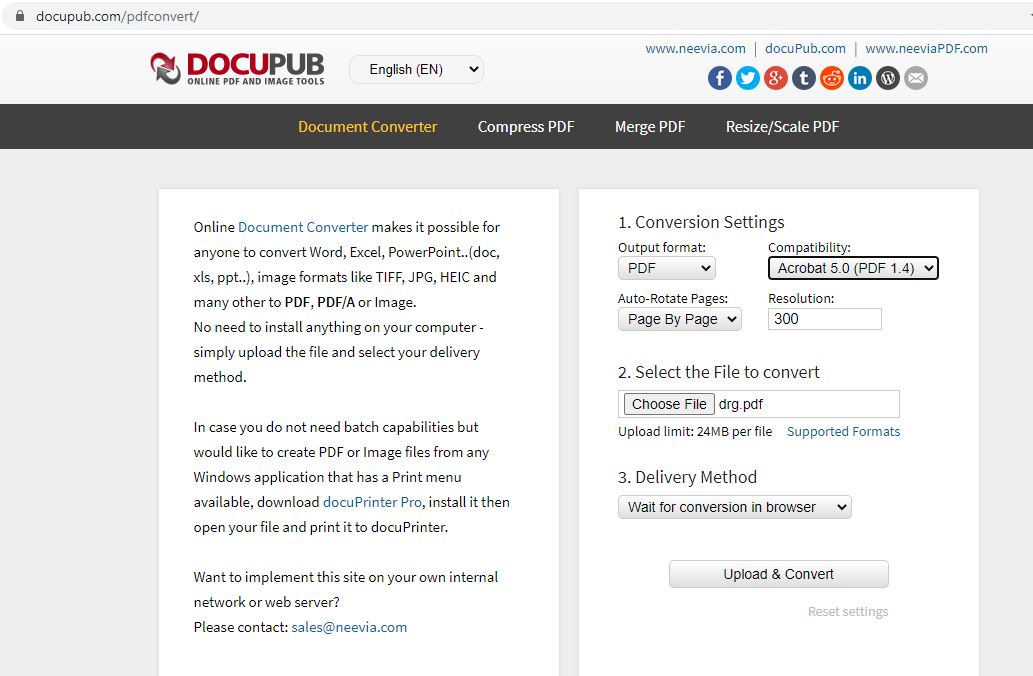 docupub.com/pdfconvert/
www.neevia.com | docuPub.com | www.neeviaPDF.com
DOCUPUB
ONLINE PDF AND IMAGE TOOLS
English (EN)
Document Converter Compress PDF Merge PDF Resize/Scale PDF
Online Document Converter makes it possible for
anyone to convert Word, Excel, PowerPoint..(doc,
xls, ppt..), image formats like TIFF, JPG, HEIC and
many other to PDF, PDF/A or Image.
No need to install anything on your computer -
simply upload the file and select your delivery
method.
In case you do not need batch capabilities but
would like to create PDF or Image files from any
Windows application that has a Print menu
available, download docuPrinter Pro, install it then
open your file and print it to docuPrinter.
Want to implement this site on your own internal
network or web server?
Please contact: sales@neevia.com
1. Conversion Settings
Output format: Compatibility:
PDF Acrobat 5.0 (PDF 1.4)
Auto-Rotate Pages: Resolution:
Page By Page 300
2. Select the File to convert
Choose File drg.pdf
Upload limit: 24MB per file Supported Formats
3. Delivery Method
Wait for conversion in browser
Upload & Convert
Reset settings